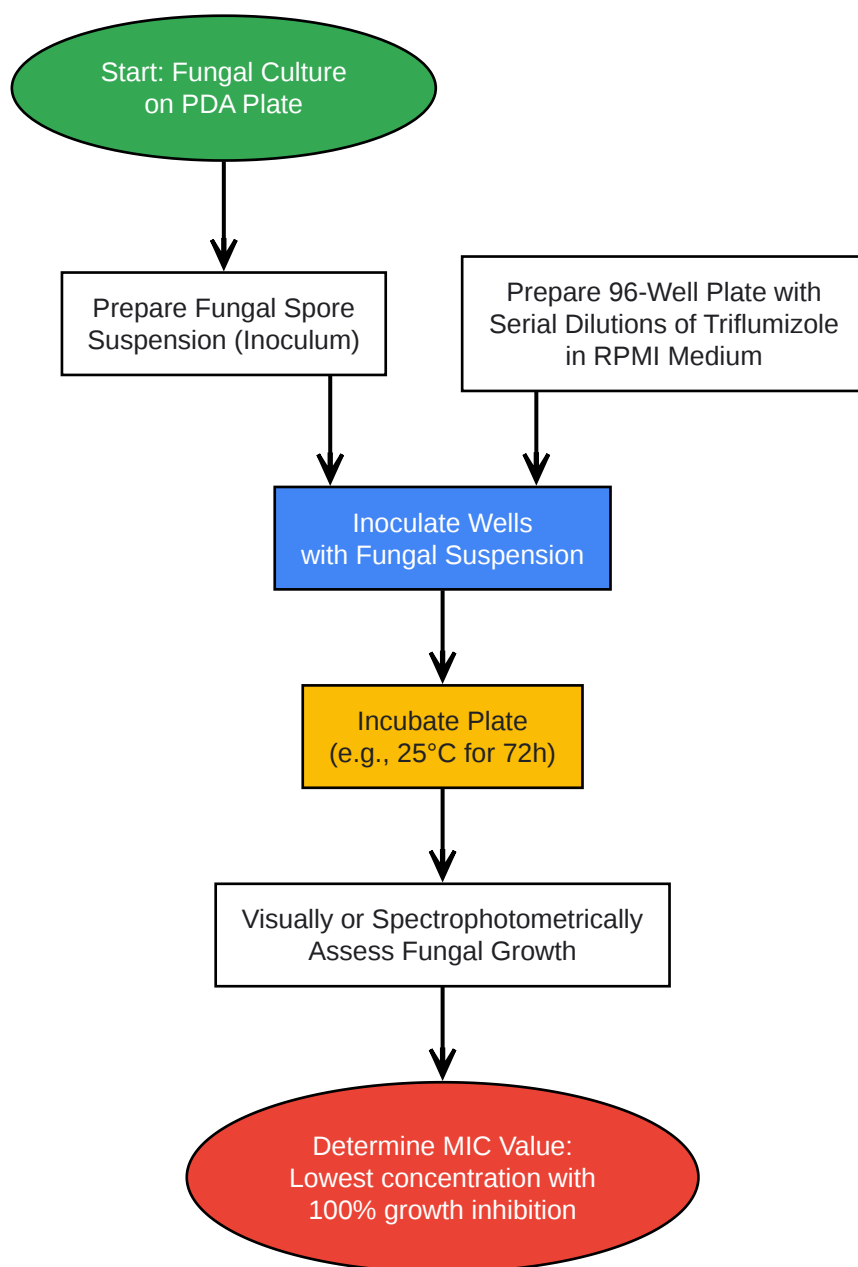 Start: Fungal Culture
on PDA Plate
Prepare Fungal Spore
Suspension (Inoculum)
Prepare 96-Well Plate with
Serial Dilutions of Triflumizole
in RPMI Medium
Inoculate Wells
with Fungal Suspension
Incubate Plate
(e.g., 25°C for 72h)
Visually or Spectrophotometrically
Assess Fungal Growth
Determine MIC Value:
Lowest concentration with
100% growth inhibition